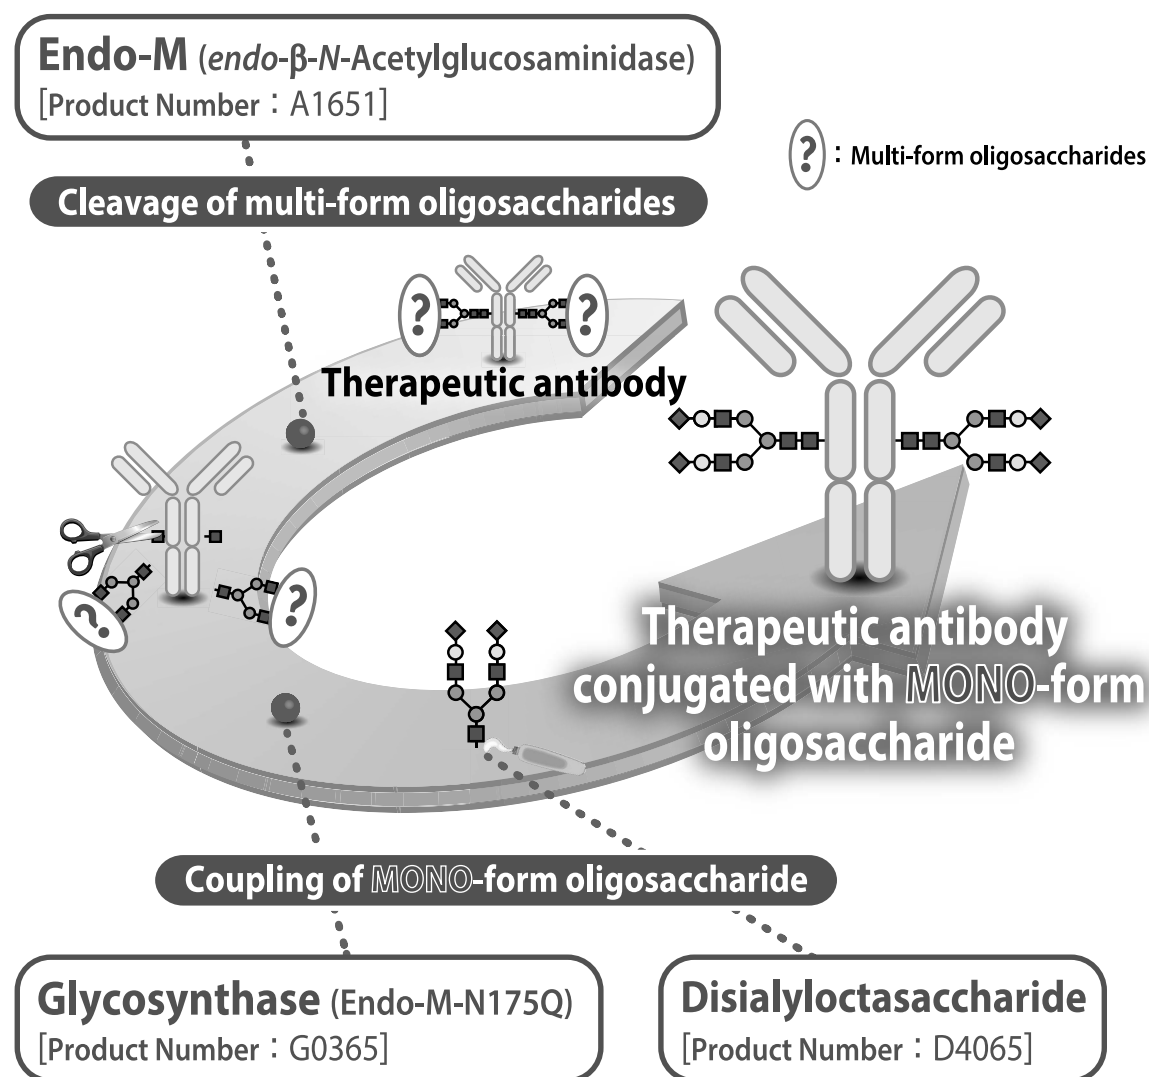 Endo-M (endo-β-N-Acetylglucosaminidase)
[Product Number : A1651]
? : Multi-form oligosaccharides
Cleavage of multi-form oligosaccharides
? ?
Therapeutic antibody
? ?
Therapeutic antibody
conjugated with MONO-form
oligosaccharide
Coupling of MONO-form oligosaccharide
Glycosynthase (Endo-M-N175Q)
[Product Number : G0365]
Disialyloctasaccharide
[Product Number : D4065]